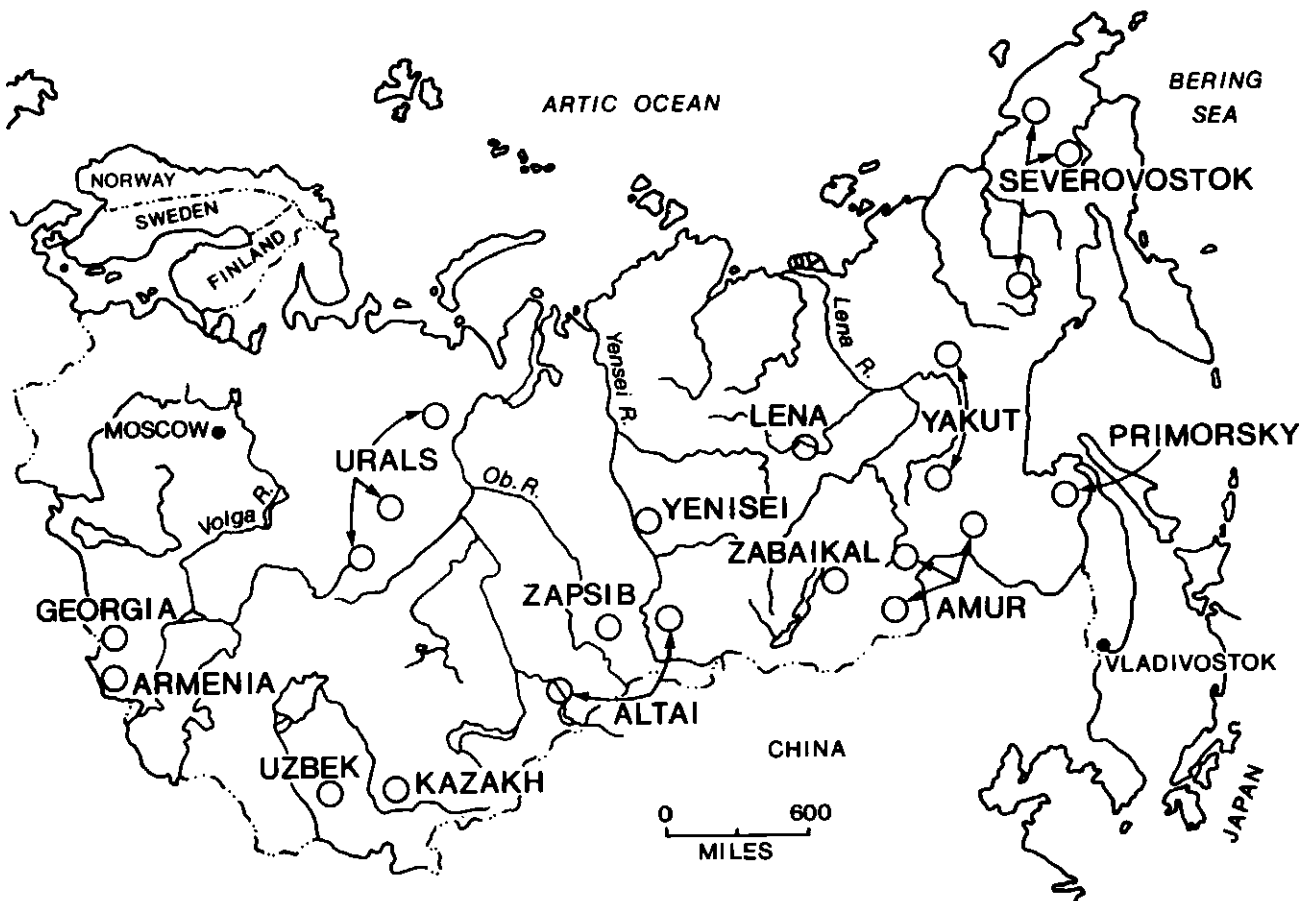 ARTIC OCEAN
BERING
SEA
NORWAY
SWEDEN
FINLAND
SEVEROVOSTOK
Lena R.
Yensei R.
LENA
YAKUT
PRIMORSKY
MOSCOW
URALS
Ob. R.
Volga R.
YENISEI
ZABAIKAL
ZAPSIB
AMUR
GEORGIA
ARMENIA
VLADIVOSTOK
ALTAI
CHINA
UZBEK
KAZAKH
0 600
MILES
JAPAN